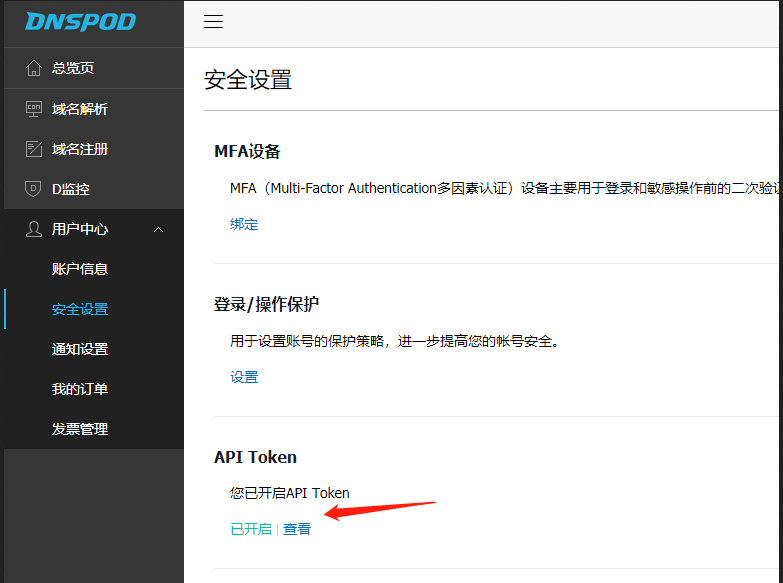 DNSPOD
总览页
域名解析
域名注册
D监控
用户中心
账户信息
安全设置
通知设置
我的订单
发票管理
安全设置
MFA设备
MFA（Multi-Factor Authentication多因素认证）设备主要用于登录和敏感操作前的二次验
绑定
登录/操作保护
用于设置账号的保护策略，进一步提高您的帐号安全。
设置
API Token
您已开启API Token
已开启 | 查看